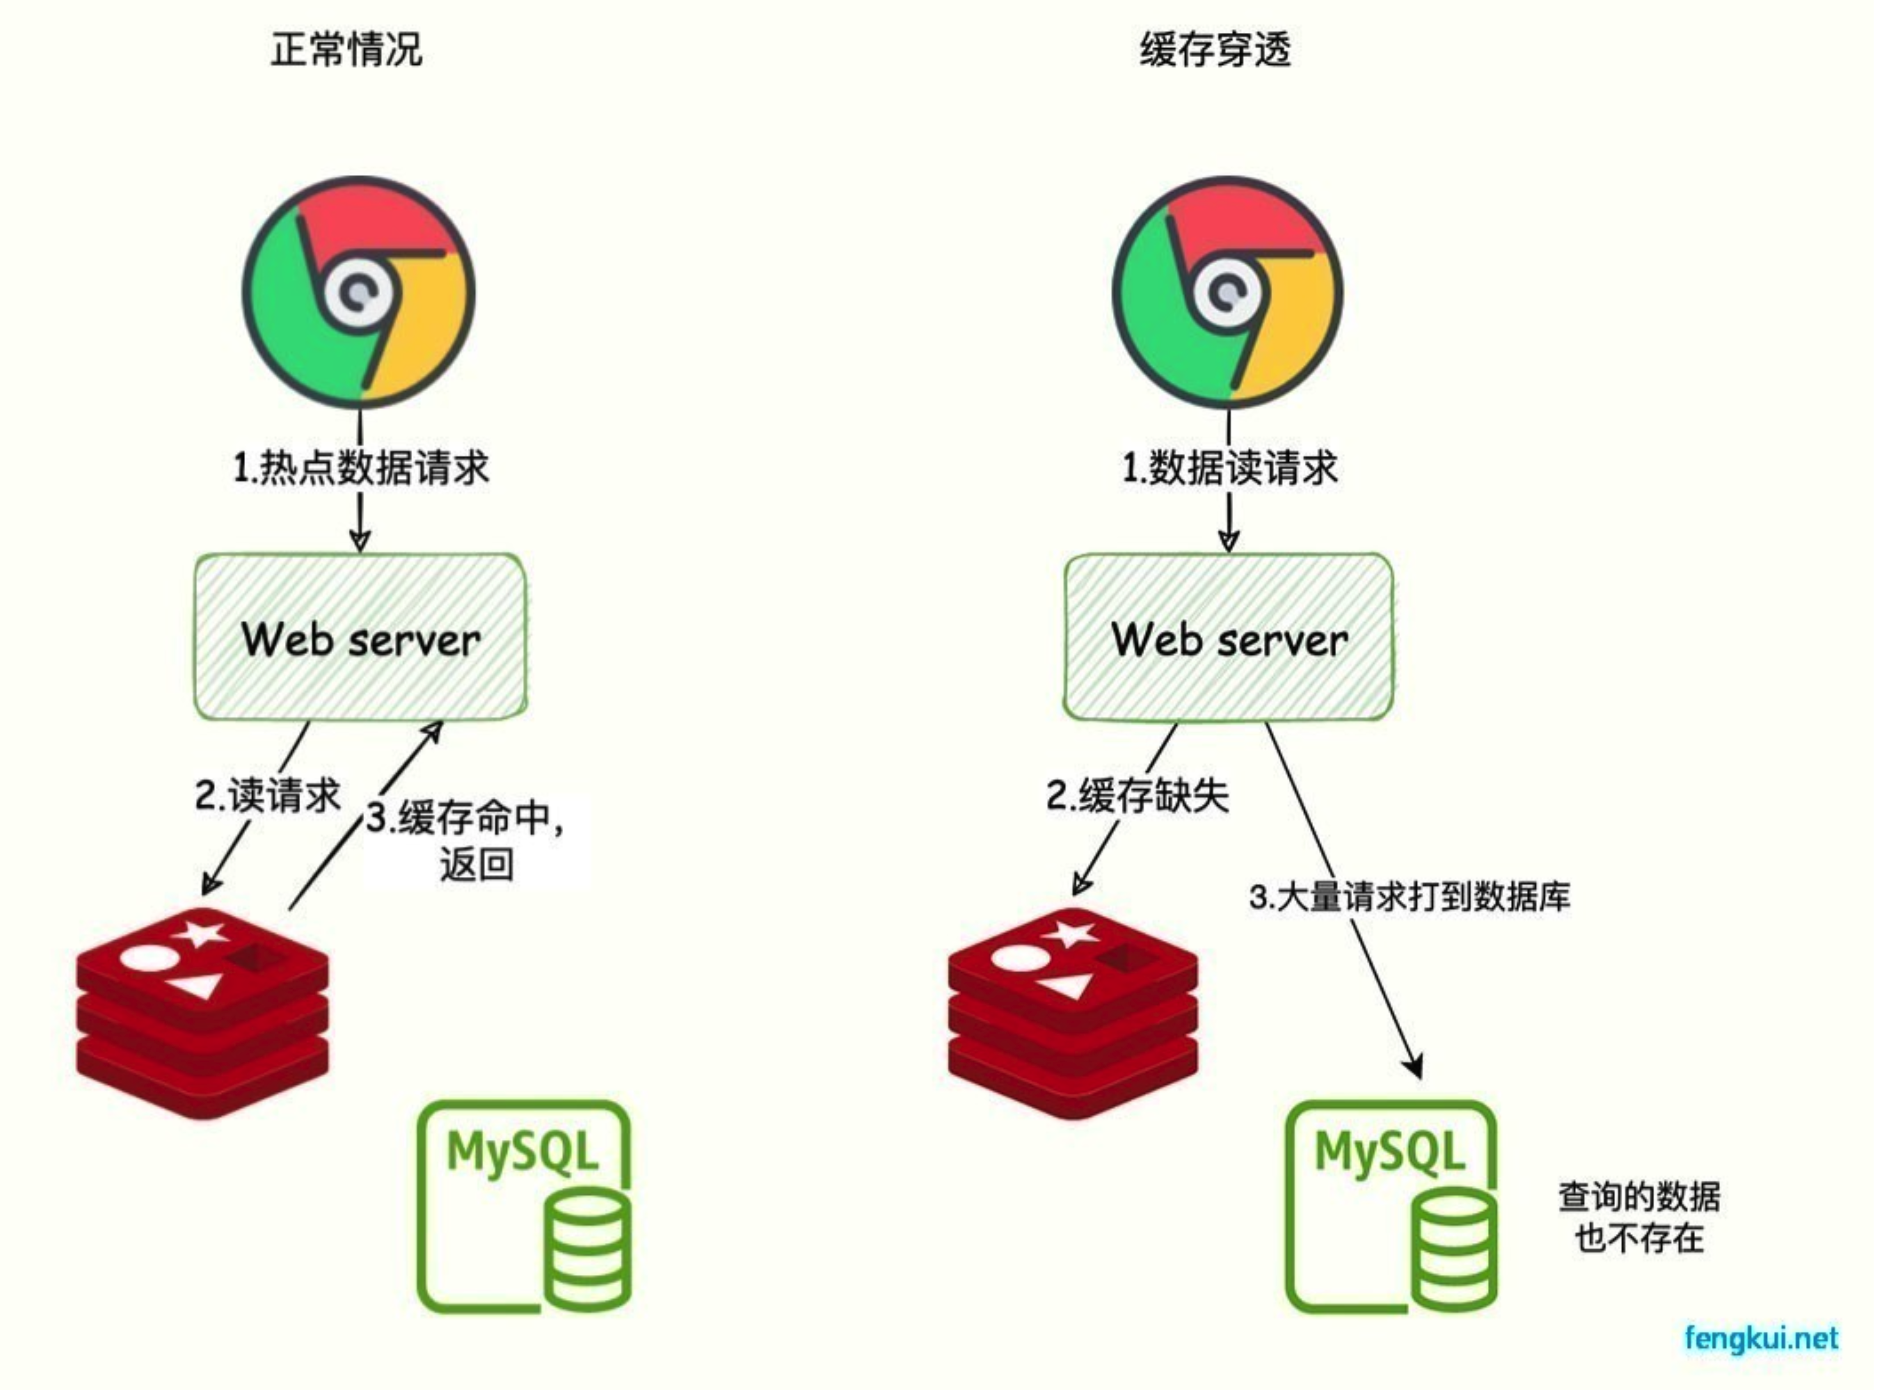 正常情况
缓存穿透
1.热点数据请求
1.数据读请求
Web server
Web server
2.读请求
3.缓存命中,
返回
2.缓存缺失
3.大量请求打到数据库
MySQL
MySQL
查询的数据
也不存在
fengkui.net